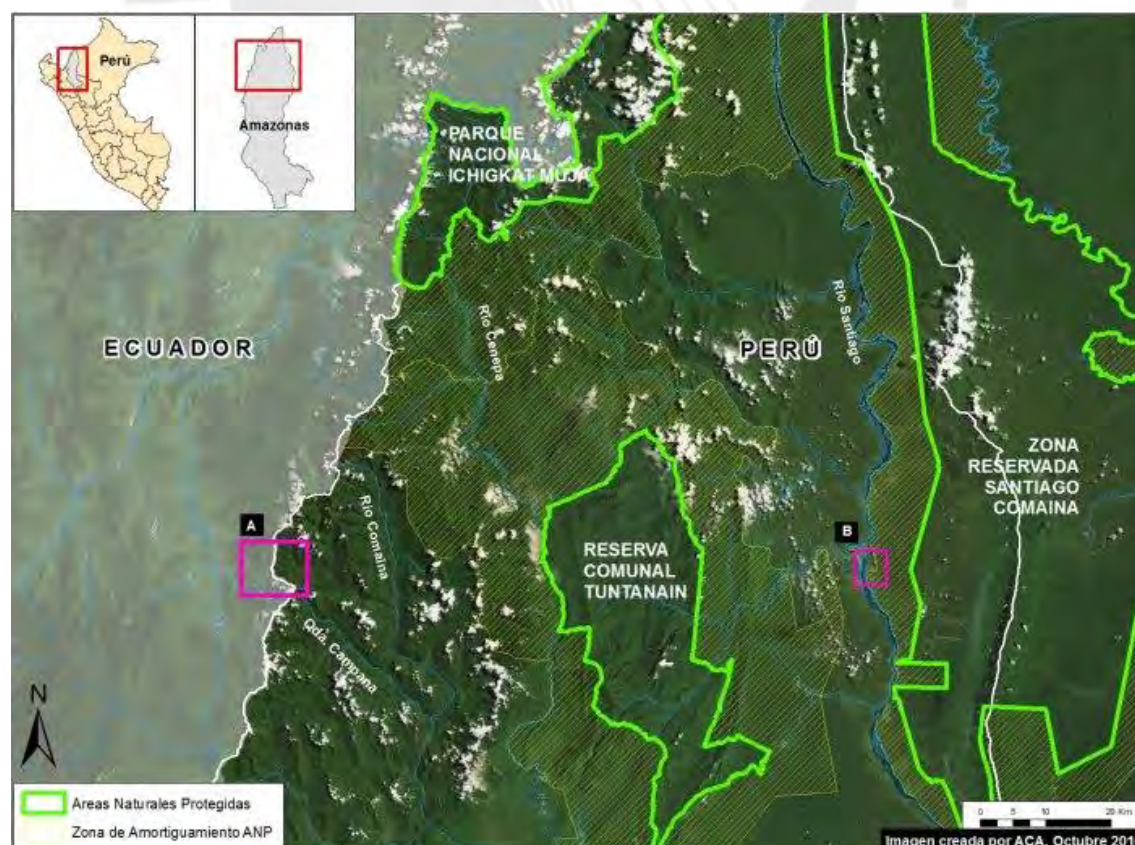 Perú
Amazonas
PARQUE
NACIONAL
ICHIGKAT MUJA
ECUADOR
Río Cenepa
PERÚ
Río Santiago
ZONA
RESERVADA
SANTIAGO
COMAINA
A
Río Comaina
B
RESERVA
COMUNAL
TUNTANAIN
Qda. Campana
N
Areas Naturales Protegidas
Zona de Amortiguamiento ANP
0 5 10 20 Km
Imagen creada por ACA, Octubre 201